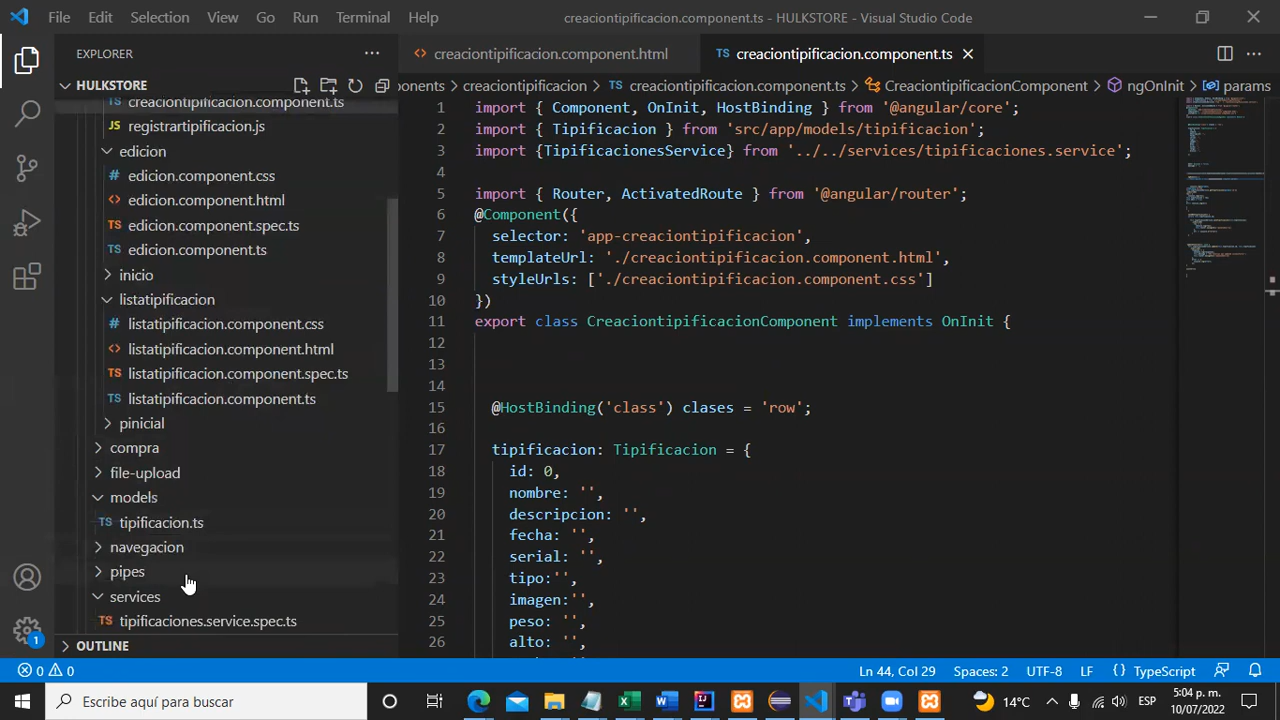 File Edit Selection View Go Run Terminal Help creaciontipificacion.component.ts - HULKSTORE - Visual Studio Code
EXPLORER
HULKSTORE
creaciontipificacion.component.ts
registrartipificacion.js
edicion
edicion.component.css
edicion.component.html
edicion.component.spec.ts
edicion.component.ts
inicio
listatipificacion
listatipificacion.component.css
listatipificacion.component.html
listatipificacion.component.spec.ts
listatipificacion.component.ts
pinicial
compra
file-upload
models
tipificacion.ts
navegacion
pipes
services
tipificaciones.service.spec.ts
OUTLINE
creaciontipificacion.component.html creaciontipificacion.component.ts
onents > creaciontipificacion > creaciontipificacion.component.ts > CreaciontipificacionComponent > ngOnInit > params
1 import { Component, OnInit, HostBinding } from '@angular/core';
2 import { Tipificacion } from 'src/app/models/tipificacion';
3 import {TipificacionesService} from '../../services/tipificaciones.service';
4
5 import { Router, ActivatedRoute } from '@angular/router';
6 @Component({
7 selector: 'app-creaciontipificacion',
8 templateUrl: './creaciontipificacion.component.html',
9 styleUrls: ['./creaciontipificacion.component.css']
10 })
11 export class CreaciontipificacionComponent implements OnInit {
12
13
14
15 @HostBinding('class') clases = 'row';
16
17 tipificacion: Tipificacion = {
18 id: 0,
19 nombre: '',
20 descripcion: '',
21 fecha: '',
22 serial: '',
23 tipo:'',
24 imagen:'',
25 peso: '',
26 alto: '',
1
0 0 Ln 44, Col 29 Spaces: 2 UTF-8 LF {} TypeScript
Escribe aquí para buscar 14°C ESP 5:04 p. m.
10/07/2022